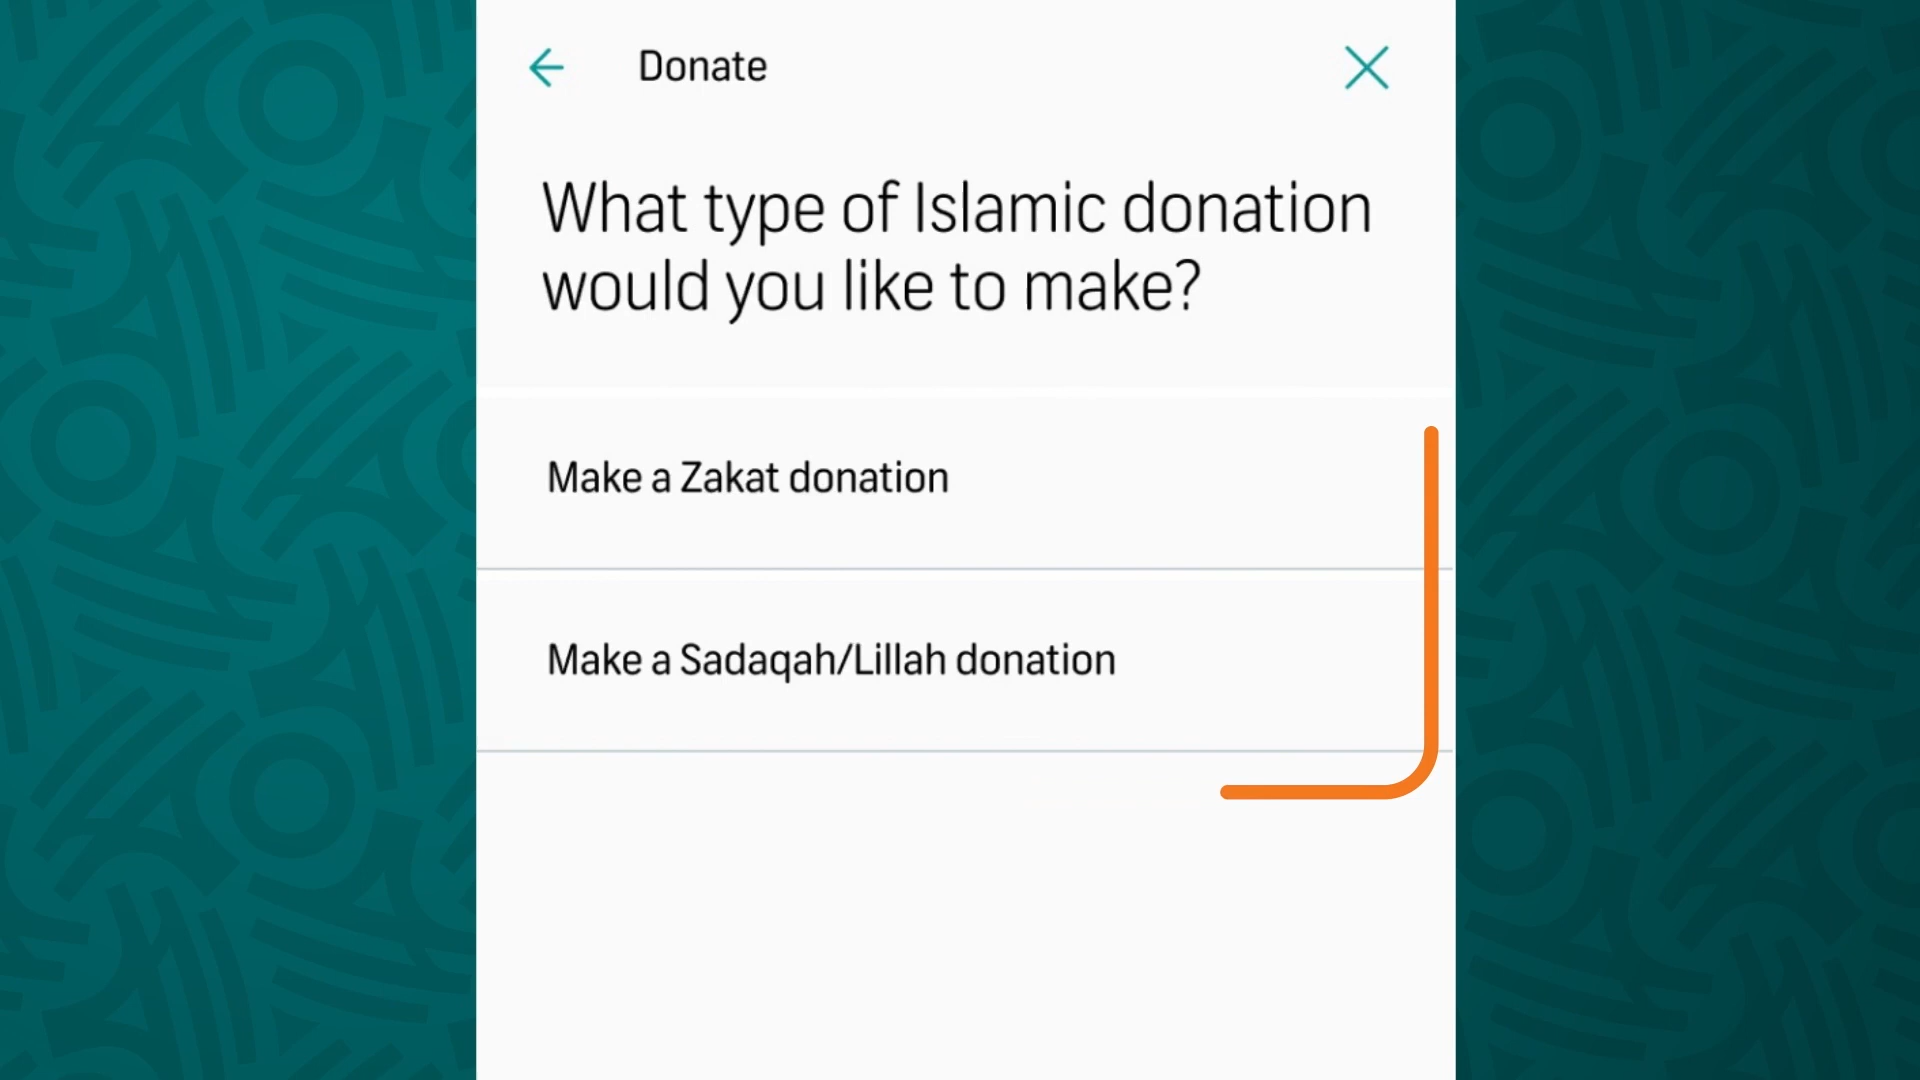 Donate
What type of Islamic donation
would you like to make?
Make a Zakat donation
Make a Sadaqah/Lillah donation